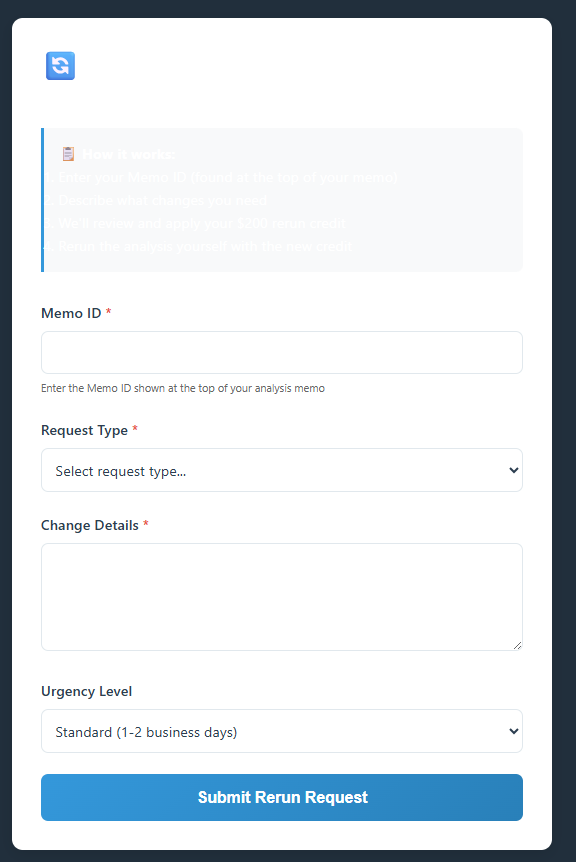 How it works:
1. Enter your Memo ID (found at the top of your memo)
2. Describe what changes you need
3. We'll review and apply your $200 rerun credit
4. Rerun the analysis yourself with the new credit
Memo ID *
Enter the Memo ID shown at the top of your analysis memo
Request Type *
Select request type...
Change Details *
Urgency Level
Standard (1-2 business days)
Submit Rerun Request